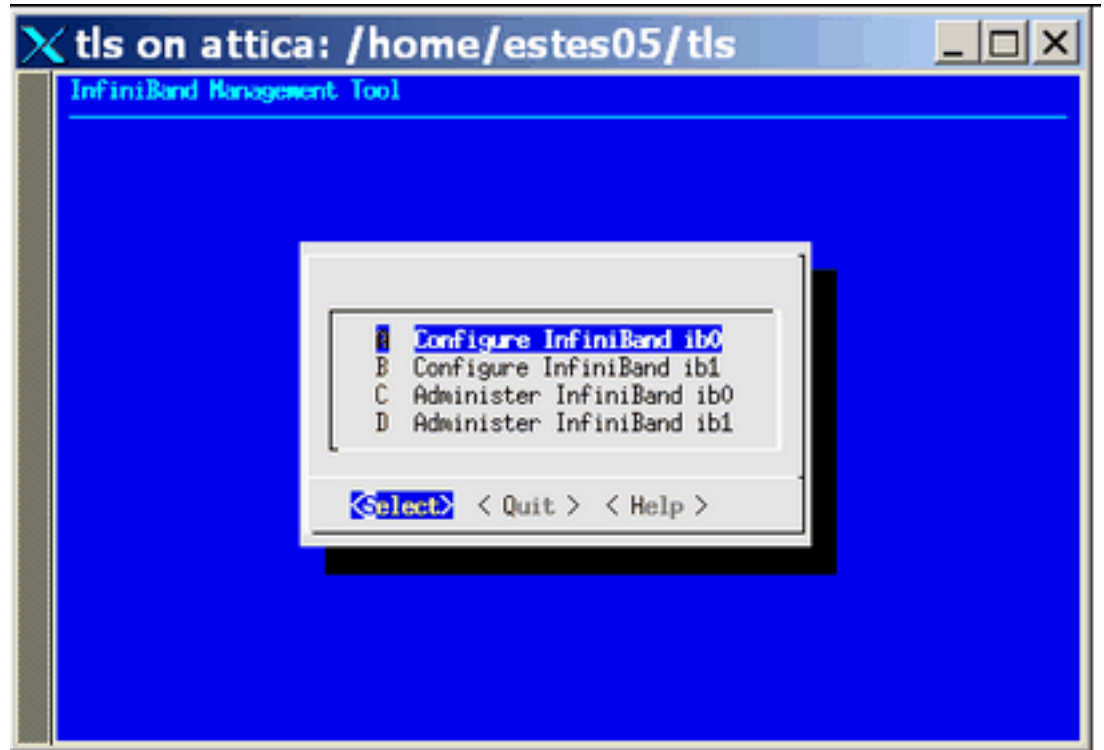 tls on attica: /home/estes05/tls
InfiniBand Management Tool
A Configure InfiniBand ib0
B Configure InfiniBand ib1
C Administer InfiniBand ib0
D Administer InfiniBand ib1
<Select> < Quit > < Help >